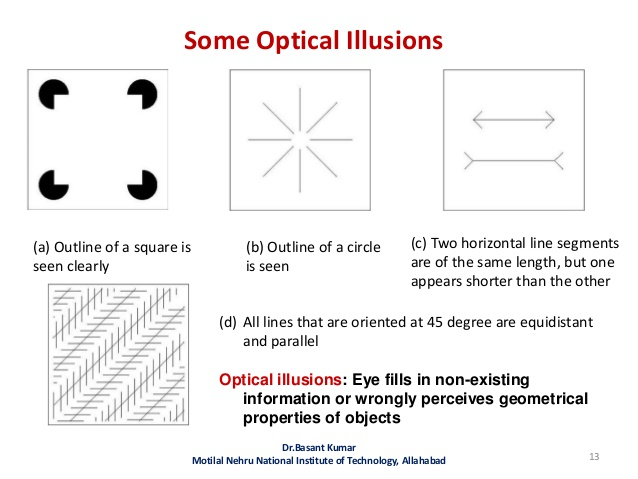 Some Optical Illusions
(a) Outline of a square is
seen clearly
(b) Outline of a circle
is seen
(c) Two horizontal line segments
are of the same length, but one
appears shorter than the other
(d) All lines that are oriented at 45 degree are equidistant
and parallel
Optical illusions: Eye fills in non-existing
information or wrongly perceives geometrical
properties of objects
Dr.Basant Kumar
Motilal Nehru National Institute of Technology, Allahabad
13